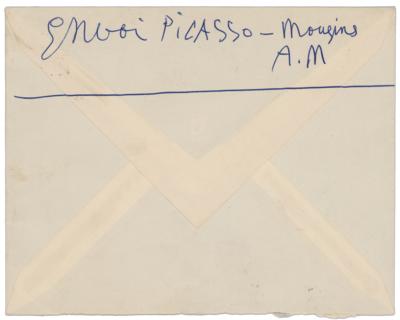 Envoi PiCASSO – Mougins
A.M